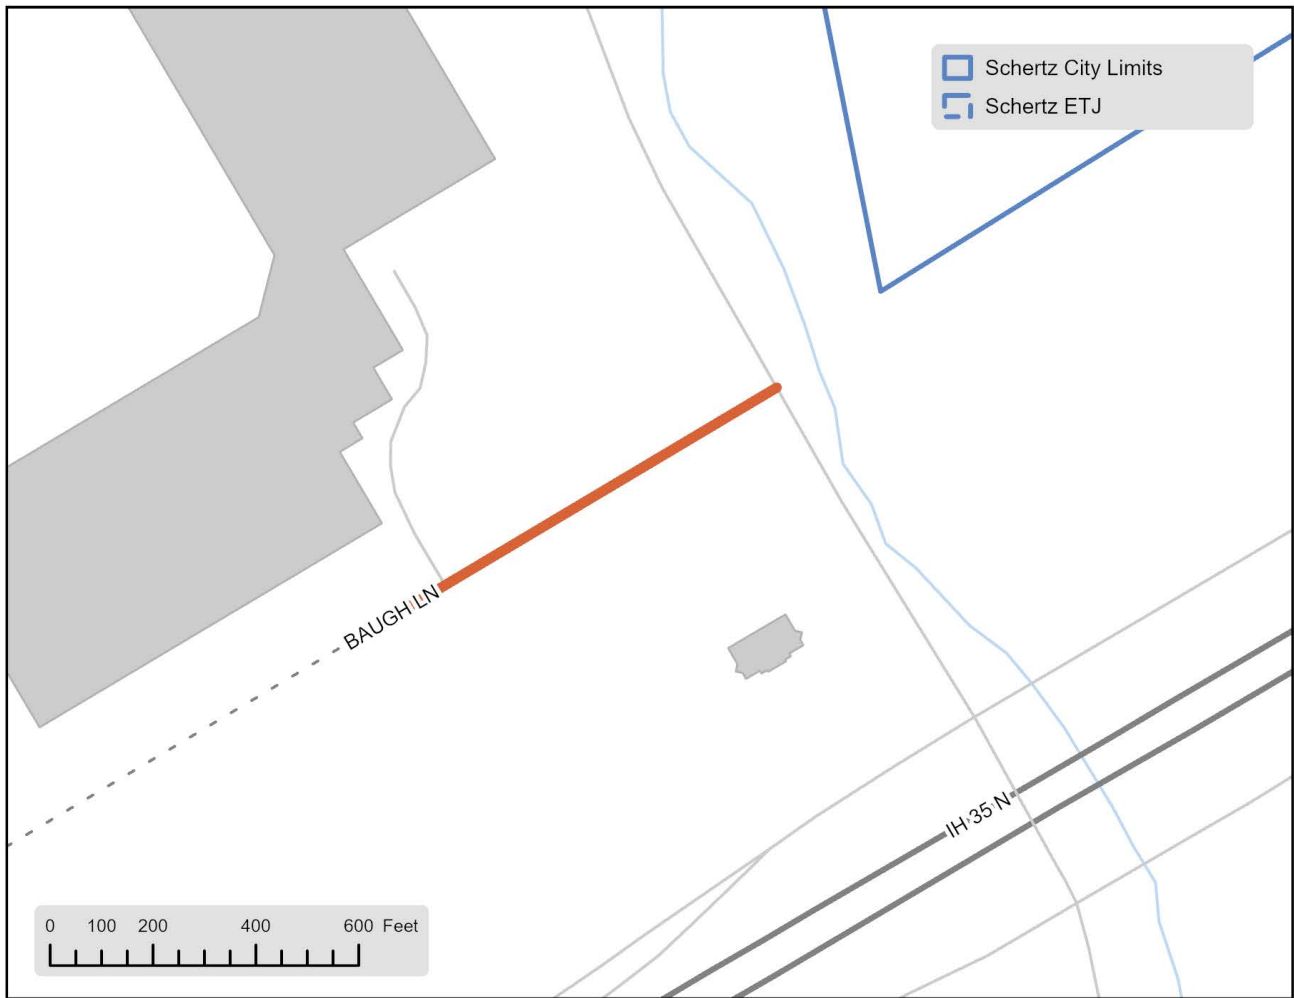 Schertz City Limits
Schertz ETJ
BAUGH LN
IH 35 N
0 100 200 400 600 Feet